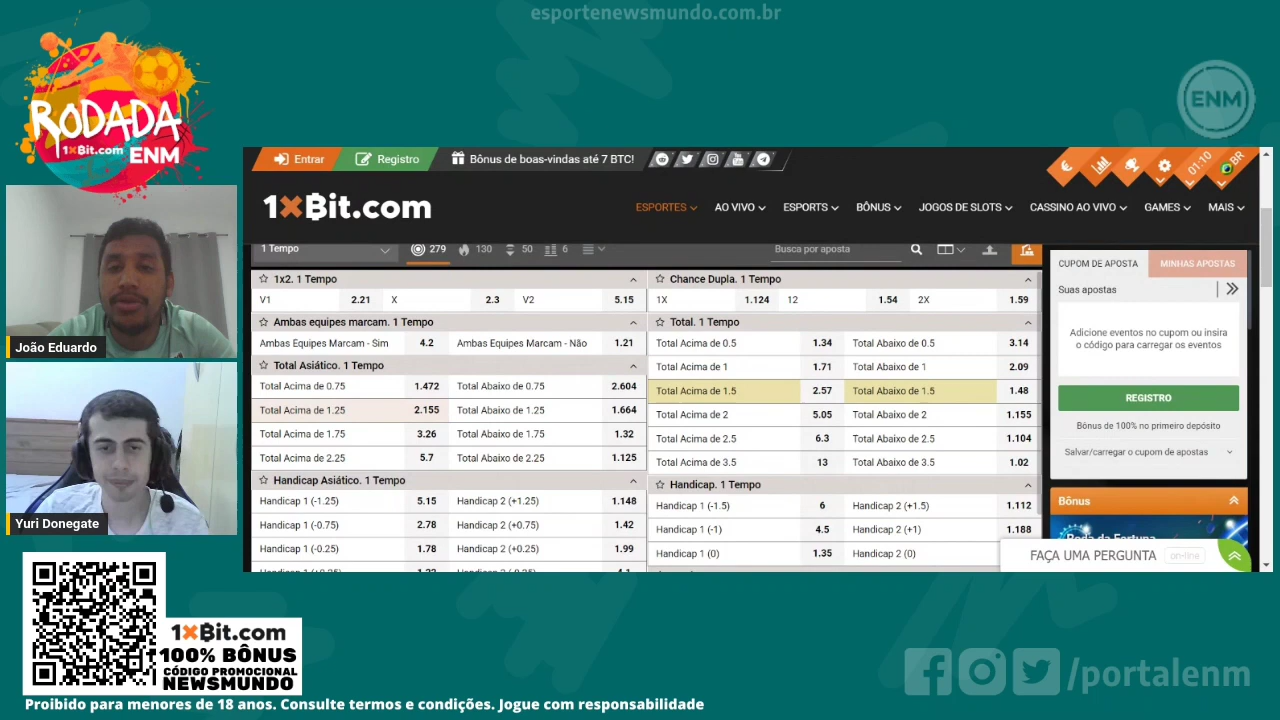 esportenewsmundo.com.br
RODADA
1xBit.com
ENM
ENM
João Eduardo
Yuri Donegate
Entrar
Registro
Bônus de boas-vindas até 7 BTC!
01:10
BR
1xBit.com
ESPORTES
AO VIVO
ESPORTS
BÔNUS
JOGOS DE SLOTS
CASSINO AO VIVO
GAMES
MAIS
1 Tempo
279
130
50
6
Busca por aposta
1x2. 1 Tempo
V1 2.21 X 2.3 V2 5.15
Ambas equipes marcam. 1 Tempo
Ambas Equipes Marcam - Sim 4.2 Ambas Equipes Marcam - Não 1.21
Total Asiático. 1 Tempo
Total Acima de 0.75 1.472 Total Abaixo de 0.75 2.604
Total Acima de 1.25 2.155 Total Abaixo de 1.25 1.664
Total Acima de 1.75 3.26 Total Abaixo de 1.75 1.32
Total Acima de 2.25 5.7 Total Abaixo de 2.25 1.125
Handicap Asiático. 1 Tempo
Handicap 1 (-1.25) 5.15 Handicap 2 (+1.25) 1.148
Handicap 1 (-0.75) 2.78 Handicap 2 (+0.75) 1.42
Handicap 1 (-0.25) 1.78 Handicap 2 (+0.25) 1.99
Chance Dupla. 1 Tempo
1X 1.124 12 1.54 2X 1.59
Total. 1 Tempo
Total Acima de 0.5 1.34 Total Abaixo de 0.5 3.14
Total Acima de 1 1.71 Total Abaixo de 1 2.09
Total Acima de 1.5 2.57 Total Abaixo de 1.5 1.48
Total Acima de 2 5.05 Total Abaixo de 2 1.155
Total Acima de 2.5 6.3 Total Abaixo de 2.5 1.104
Total Acima de 3.5 13 Total Abaixo de 3.5 1.02
Handicap. 1 Tempo
Handicap 1 (-1.5) 6 Handicap 2 (+1.5) 1.112
Handicap 1 (-1) 4.5 Handicap 2 (+1) 1.188
Handicap 1 (0) 1.35 Handicap 2 (0)
CUPOM DE APOSTA
MINHAS APOSTAS
Suas apostas
Adicione eventos no cupom ou insira
o código para carregar os eventos
REGISTRO
Bônus de 100% no primeiro depósito
Salvar/carregar o cupom de apostas
Bônus
Roda da Fortuna
FAÇA UMA PERGUNTA
on-line
1xBit.com
100% BÔNUS
CÓDIGO PROMOCIONAL
NEWSMUNDO
/portalenm
Proibido para menores de 18 anos. Consulte termos e condições. Jogue com responsabilidade